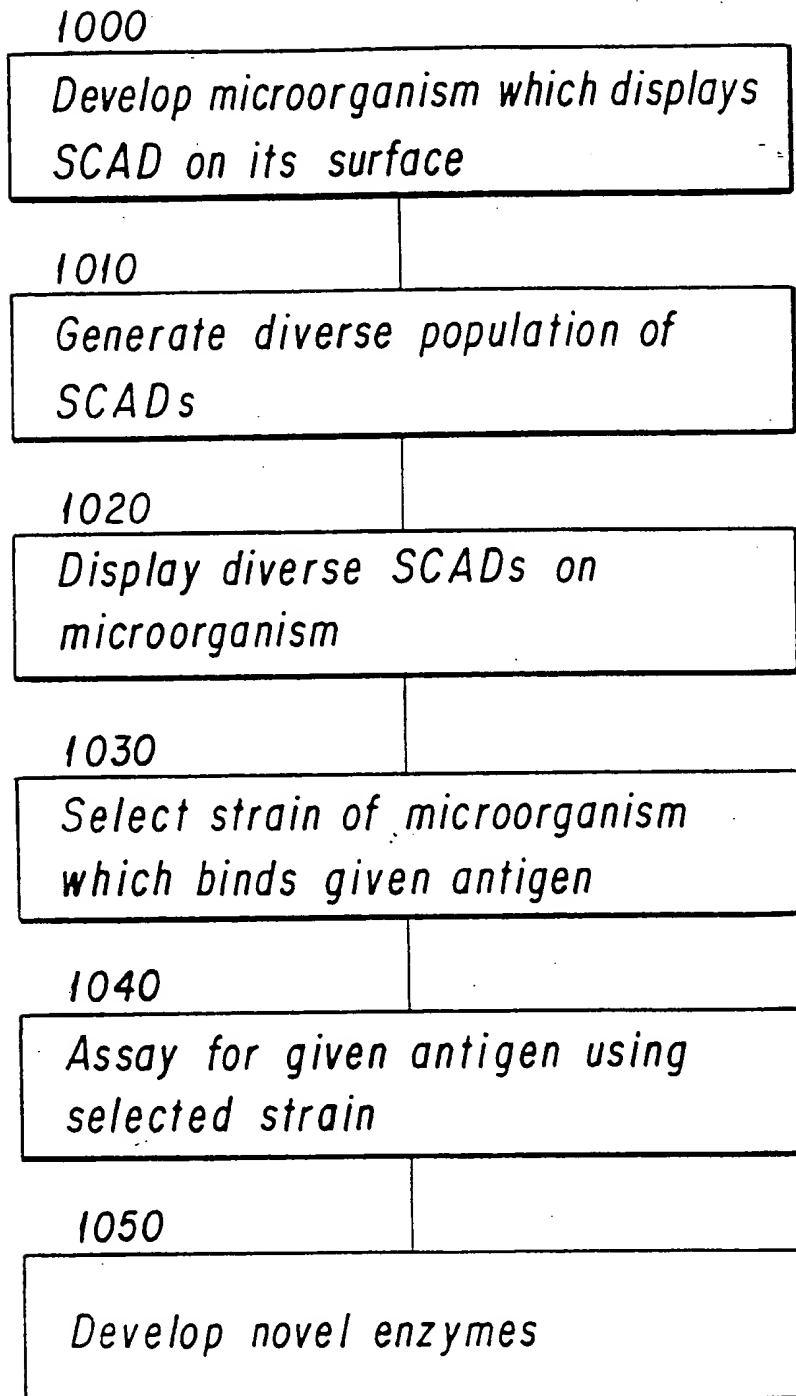 1000
Develop microorganism which displays
SCAD on its surface
1010
Generate diverse population of
SCADs
1020
Display diverse SCADs on
microorganism
1030
Select strain of microorganism
which binds given antigen
1040
Assay for given antigen using
selected strain
1050
Develop novel enzymes